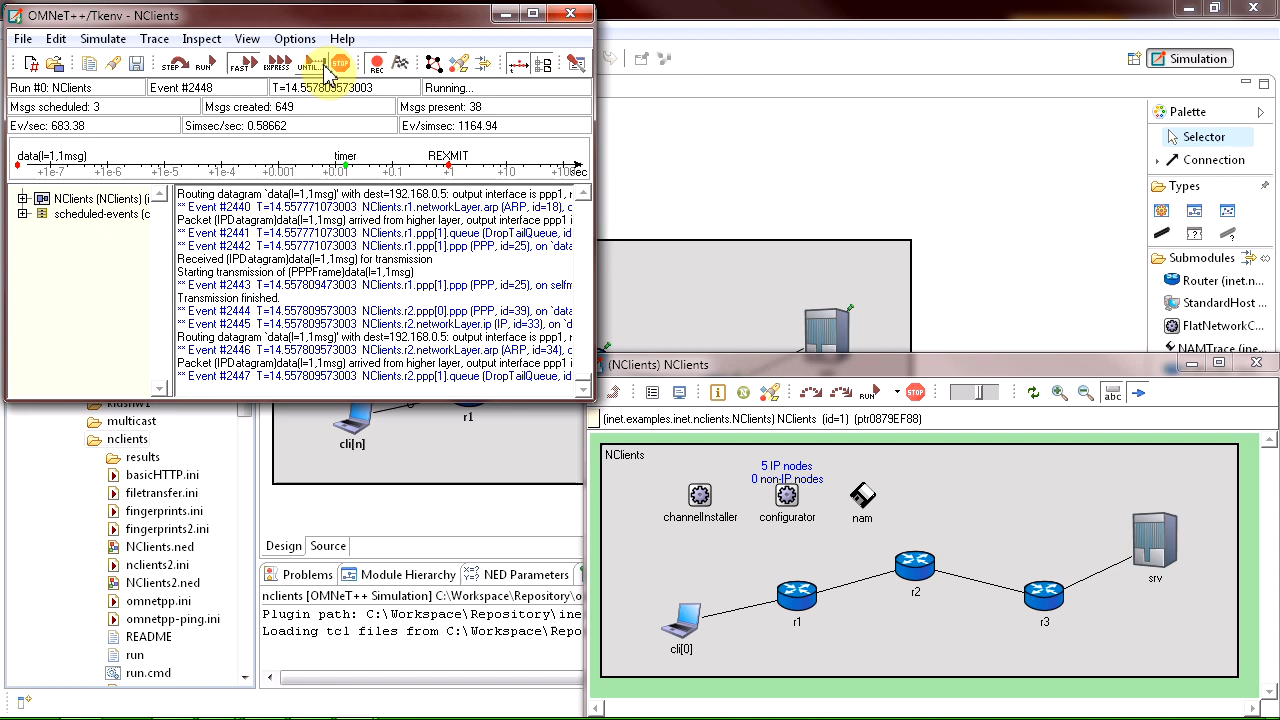 OMNeT++/Tkenv - NClients
File Edit Simulate Trace Inspect View Options Help
STEP RUN FAST EXPRESS UNTIL... STOP REC
Run #0: NClients Event #2448 T=14.557809573003 Running...
Msgs scheduled: 3 Msgs created: 649 Msgs present: 38
Ev/sec: 683.38 Simsec/sec: 0.58662 Ev/simsec: 1164.94
data(l=1,1msg) timer REXMIT
+1e-7 +1e-6 +1e-5 +1e-4 +0.001 +0.01 +0.1 +1 +10 sec
NClients (NClients) (i
scheduled-events (c
Routing datagram `data(l=1,1msg)' with dest=192.168.0.5: output interface is ppp1,
** Event #2440 T=14.557771073003 NClients.r1.networkLayer.arp (ARP, id=18), c
Packet (IPDatagram)data(l=1,1msg) arrived from higher layer, output interface ppp1 i
** Event #2441 T=14.557771073003 NClients.r1.ppp[1].queue (DropTailQueue, id
** Event #2442 T=14.557771073003 NClients.r1.ppp[1].ppp (PPP, id=25), on `data
Received (IPDatagram)data(l=1,1msg) for transmission
Starting transmission of (PPPFrame)data(l=1,1msg)
** Event #2443 T=14.557809473003 NClients.r1.ppp[1].ppp (PPP, id=25), on selfm
Transmission finished.
** Event #2444 T=14.557809573003 NClients.r2.ppp[0].ppp (PPP, id=39), on `data
** Event #2445 T=14.557809573003 NClients.r2.networkLayer.ip (IP, id=33), on `d
Routing datagram `data(l=1,1msg)' with dest=192.168.0.5: output interface is ppp1,
** Event #2446 T=14.557809573003 NClients.r2.networkLayer.arp (ARP, id=34), c
Packet (IPDatagram)data(l=1,1msg) arrived from higher layer, output interface ppp1 i
** Event #2447 T=14.557809573003 NClients.r2.ppp[1].queue (DropTailQueue, id
Simulation
Palette
Selector
Connection
Types
Submodules
Router (inet.n...
StandardHost ...
FlatNetworkC...
NAMTrace (ine...
multicast
nclients
results
basicHTTP.ini
filetransfer.ini
fingerprints.ini
fingerprints2.ini
NClients.ned
nclients2.ini
NClients2.ned
omnetpp.ini
omnetpp-ping.ini
README
run
run.cmd
cli[n]
r1
Design Source
Problems Module Hierarchy NED Parameters
nclients [OMNeT++ Simulation] C:\Workspace\Repository\o
Plugin path: C:\Workspace\Repository\ine
Loading tcl files from C:\Workspace\Repo
(NClients) NClients
RUN STOP abc
(inet.examples.inet.nclients.NClients) NClients (id=1) (ptr0879EF88)
NClients
5 IP nodes
0 non-IP nodes
channelInstaller
configurator
nam
srv
r2
r1
r3
cli[0]